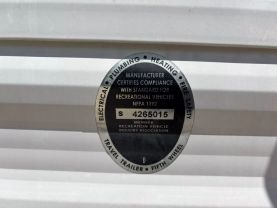 ELECTRICAL • PLUMBING • HEATING • FIRE SAFETY
MANUFACTURER
CERTIFIES COMPLIANCE
WITH STANDARD FOR
RECREATIONAL VEHICLES
NFPA 1192
S 4265015
MEMBER
RECREATION VEHICLE
INDUSTRY ASSOCIATION
TRAVEL TRAILER • FIFTH WHEEL